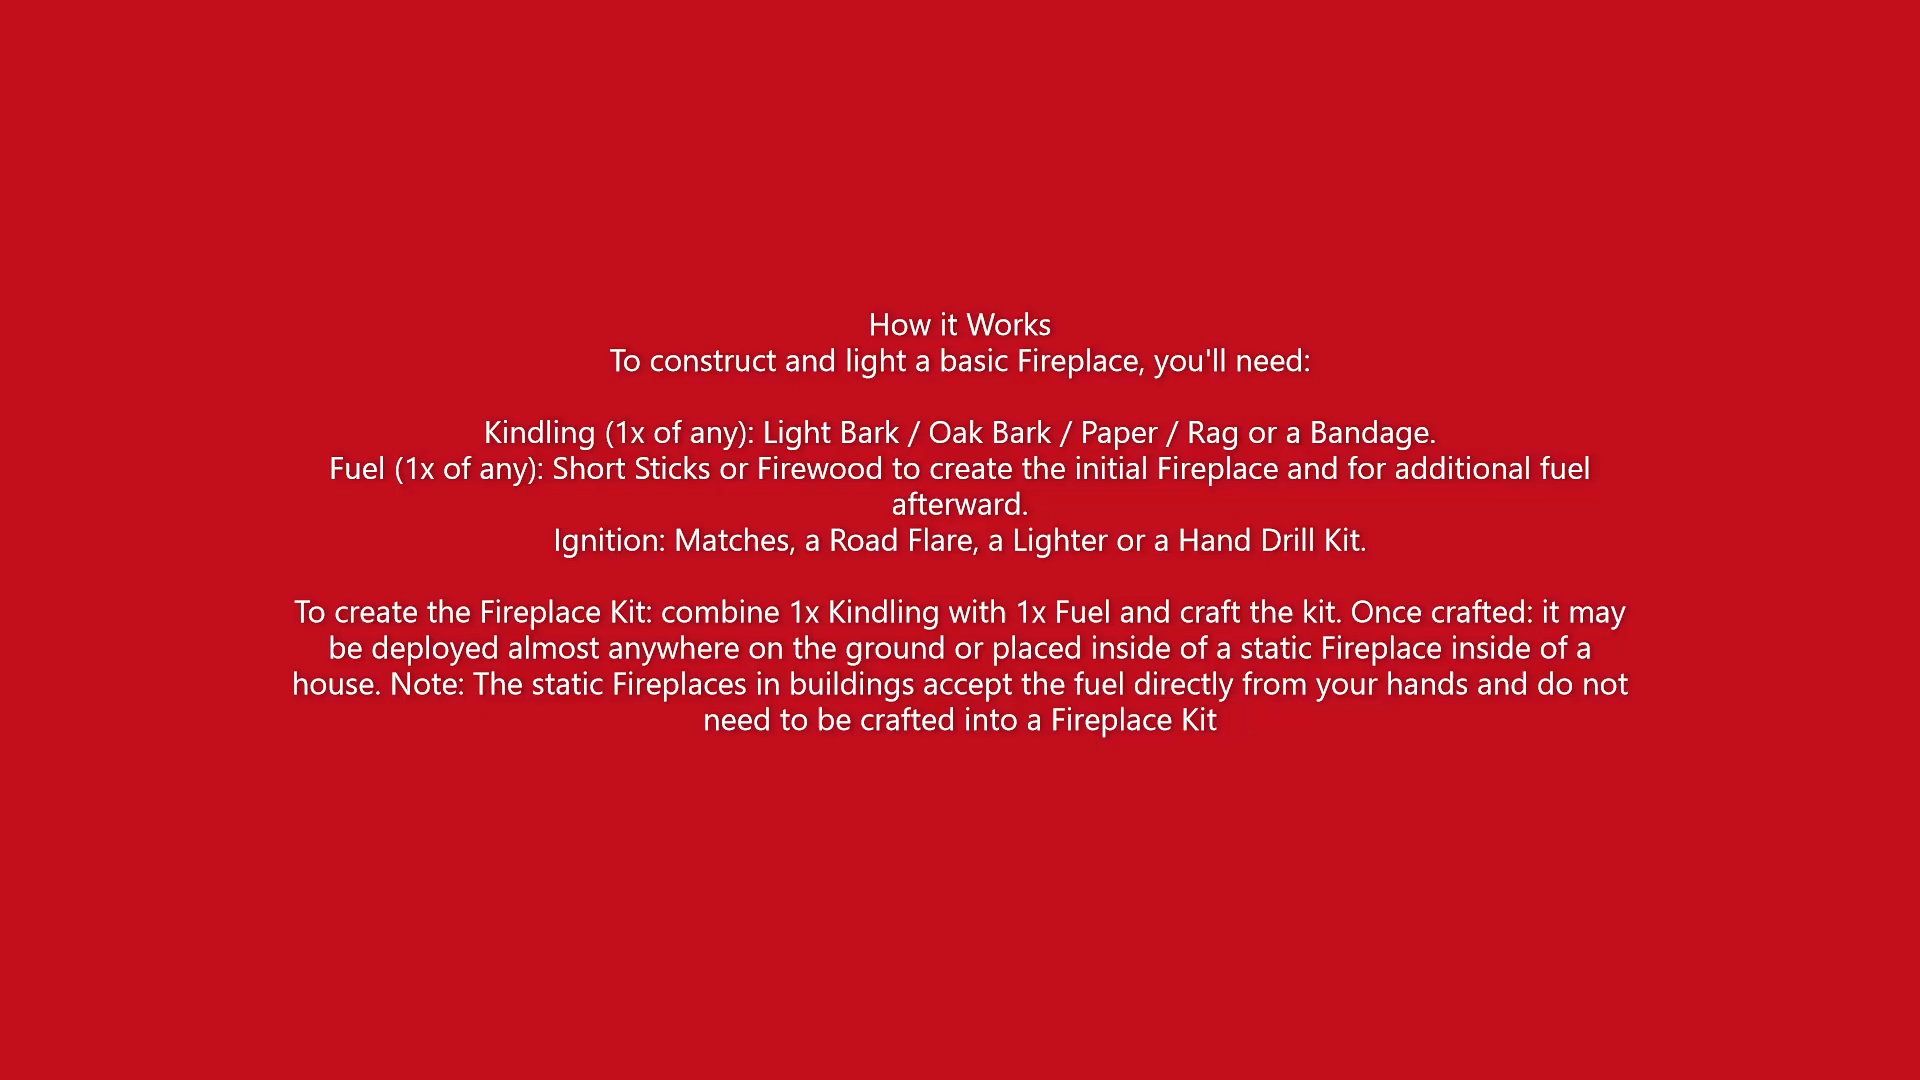 How it Works
To construct and light a basic Fireplace, you'll need:
Kindling (1x of any): Light Bark / Oak Bark / Paper / Rag or a Bandage.
Fuel (1x of any): Short Sticks or Firewood to create the initial Fireplace and for additional fuel
afterward.
Ignition: Matches, a Road Flare, a Lighter or a Hand Drill Kit.
To create the Fireplace Kit: combine 1x Kindling with 1x Fuel and craft the kit. Once crafted: it may
be deployed almost anywhere on the ground or placed inside of a static Fireplace inside of a
house. Note: The static Fireplaces in buildings accept the fuel directly from your hands and do not
need to be crafted into a Fireplace Kit